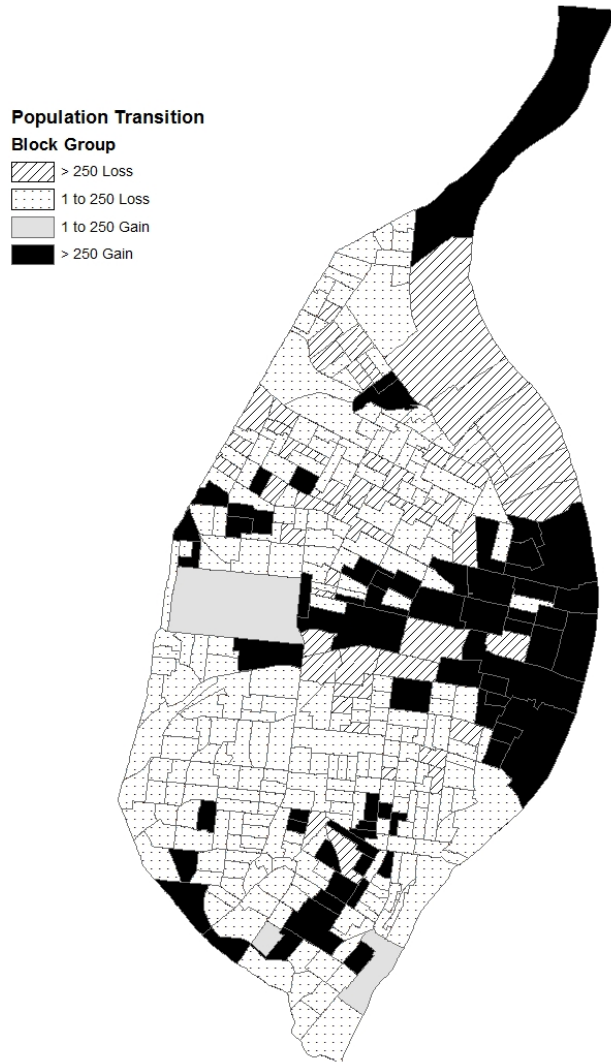 Population Transition
Block Group
> 250 Loss
1 to 250 Loss
1 to 250 Gain
> 250 Gain